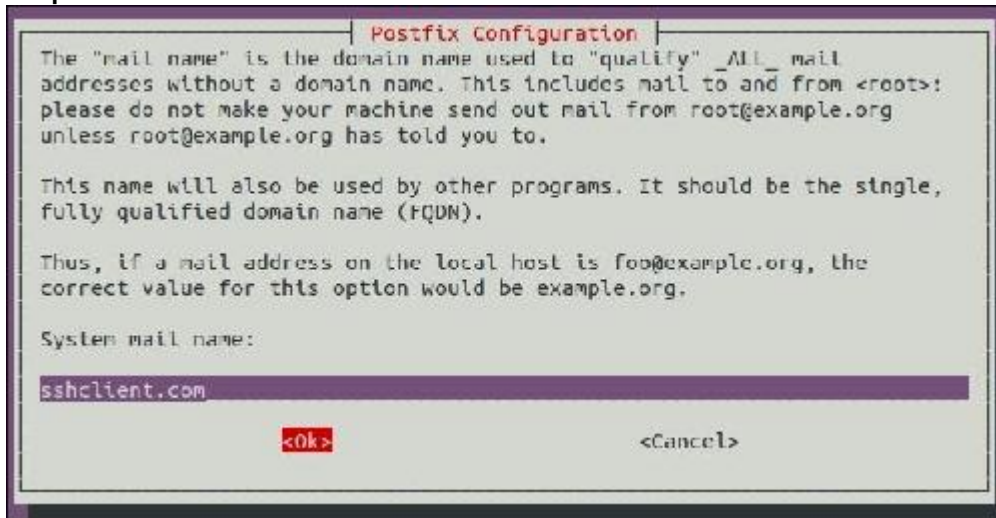 Postfix Configuration
The "mail name" is the domain name used to "qualify" _ALL_ mail
addresses without a domain name. This includes mail to and from <root>:
please do not make your machine send out mail from root@example.org
unless root@example.org has told you to.
This name will also be used by other programs. It should be the single,
fully qualified domain name (FQDN).
Thus, if a mail address on the local host is foo@example.org, the
correct value for this option would be example.org.
System mail name:
sshclient.com
<Ok> <Cancel>